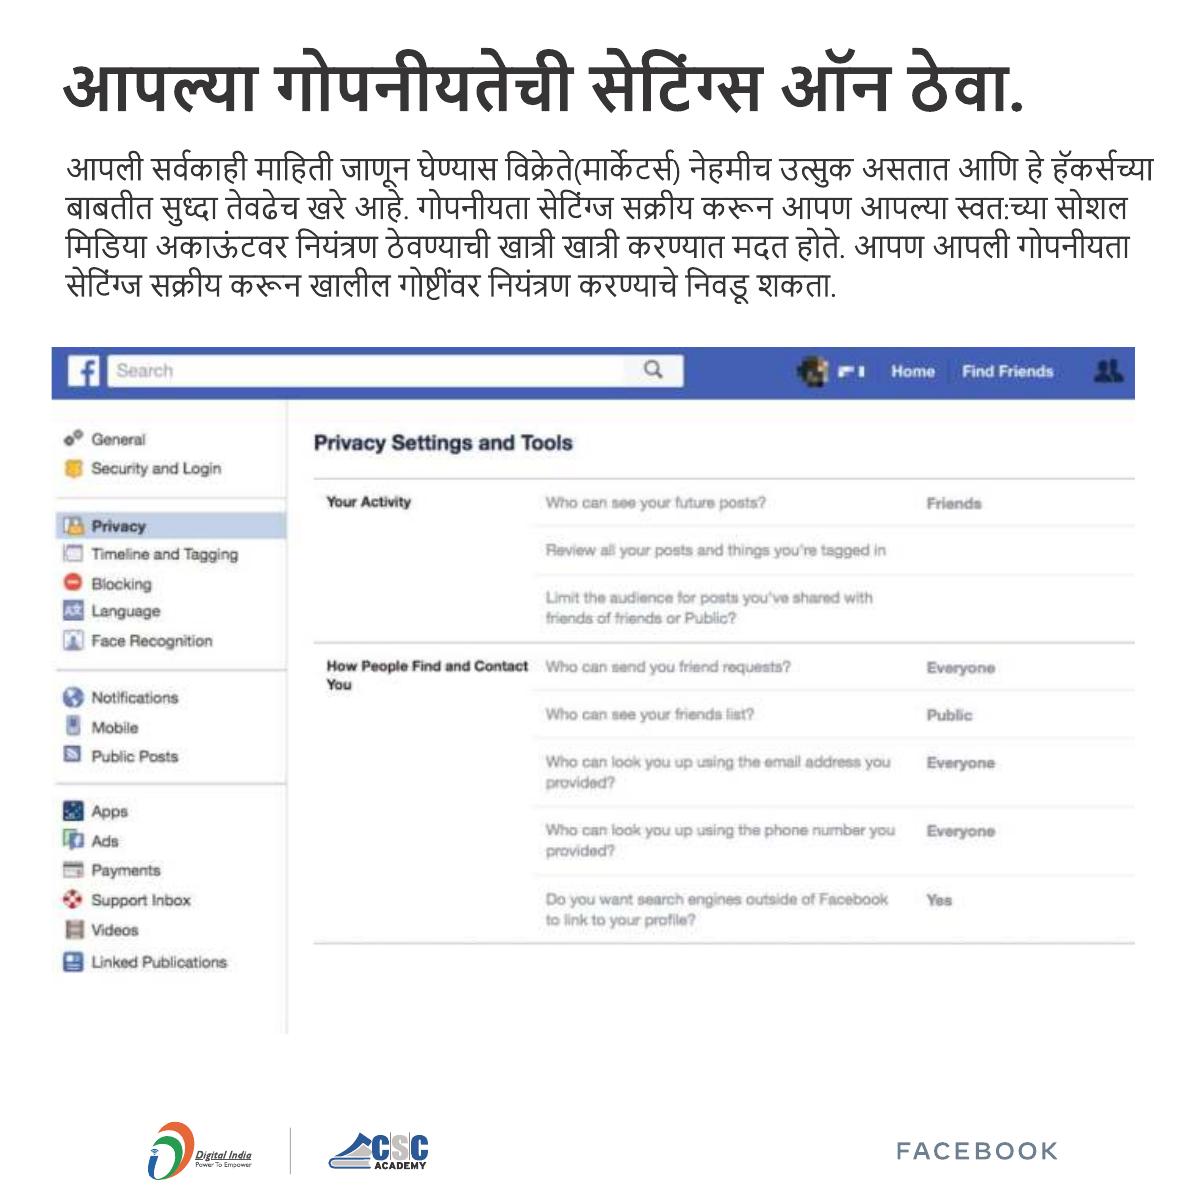 आपल्या गोपनीयतेची सेटिंग्स ऑन ठेवा.
आपली सर्वकाही माहिती जाणून घेण्यास विक्रेते(मार्केटर्स) नेहमीच उत्सुक असतात आणि हे हॅकर्सच्या
बाबतीत सुध्दा तेवढेच खरे आहे. गोपनीयता सेटिंग्ज सक्रीय करून आपण आपल्या स्वत:च्या सोशल
मिडिया अकाऊंटवर नियंत्रण ठेवण्याची खात्री खात्री करण्यात मदत होते. आपण आपली गोपनीयता
सेटिंग्ज सक्रीय करून खालील गोष्टींवर नियंत्रण करण्याचे निवडू शकता.
Search
Home
Find Friends
General
Security and Login
Privacy
Timeline and Tagging
Blocking
Language
Face Recognition
Notifications
Mobile
Public Posts
Apps
Ads
Payments
Support Inbox
Videos
Linked Publications
Privacy Settings and Tools
Your Activity
Who can see your future posts? Friends
Review all your posts and things you're tagged in
Limit the audience for posts you've shared with
friends of friends or Public?
How People Find and Contact
You
Who can send you friend requests? Everyone
Who can see your friends list? Public
Who can look you up using the email address you
provided?
Everyone
Who can look you up using the phone number you
provided?
Everyone
Do you want search engines outside of Facebook
to link to your profile?
Yes
Digital India
Power To Empower
CSC
ACADEMY
FACEBOOK